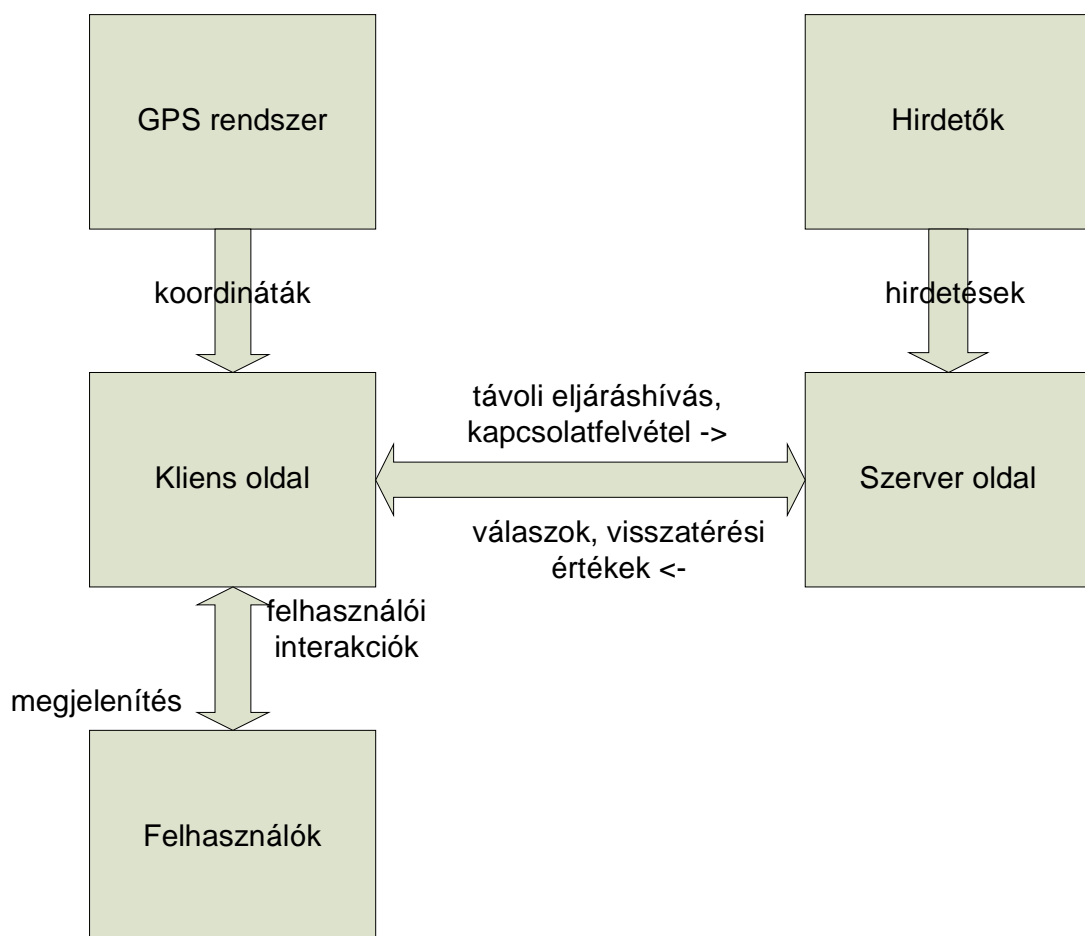 GPS rendszer
Hirdetők
koordináták
hirdetések
távoli eljáráshívás,
kapcsolatfelvétel ->
Kliens oldal
Szerver oldal
válaszok, visszatérési
értékek <-
felhasználói
interakciók
megjelenítés
Felhasználók